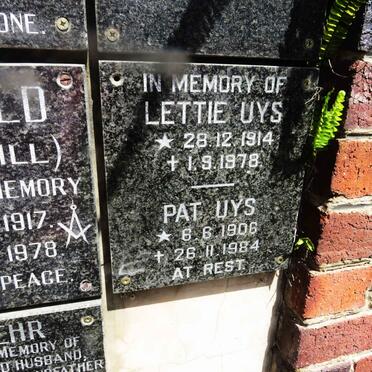 ONE.
LD
ILL)
MEMORY
1917
1978
PEACE.
EHR
MEMORY OF
HUSBAND,
IN MEMORY OF
LETTIE UYS
★ 28.12.1914
† 1.9.1978
PAT UYS
★ 6.6.1906
† 26.11.1984
AT REST